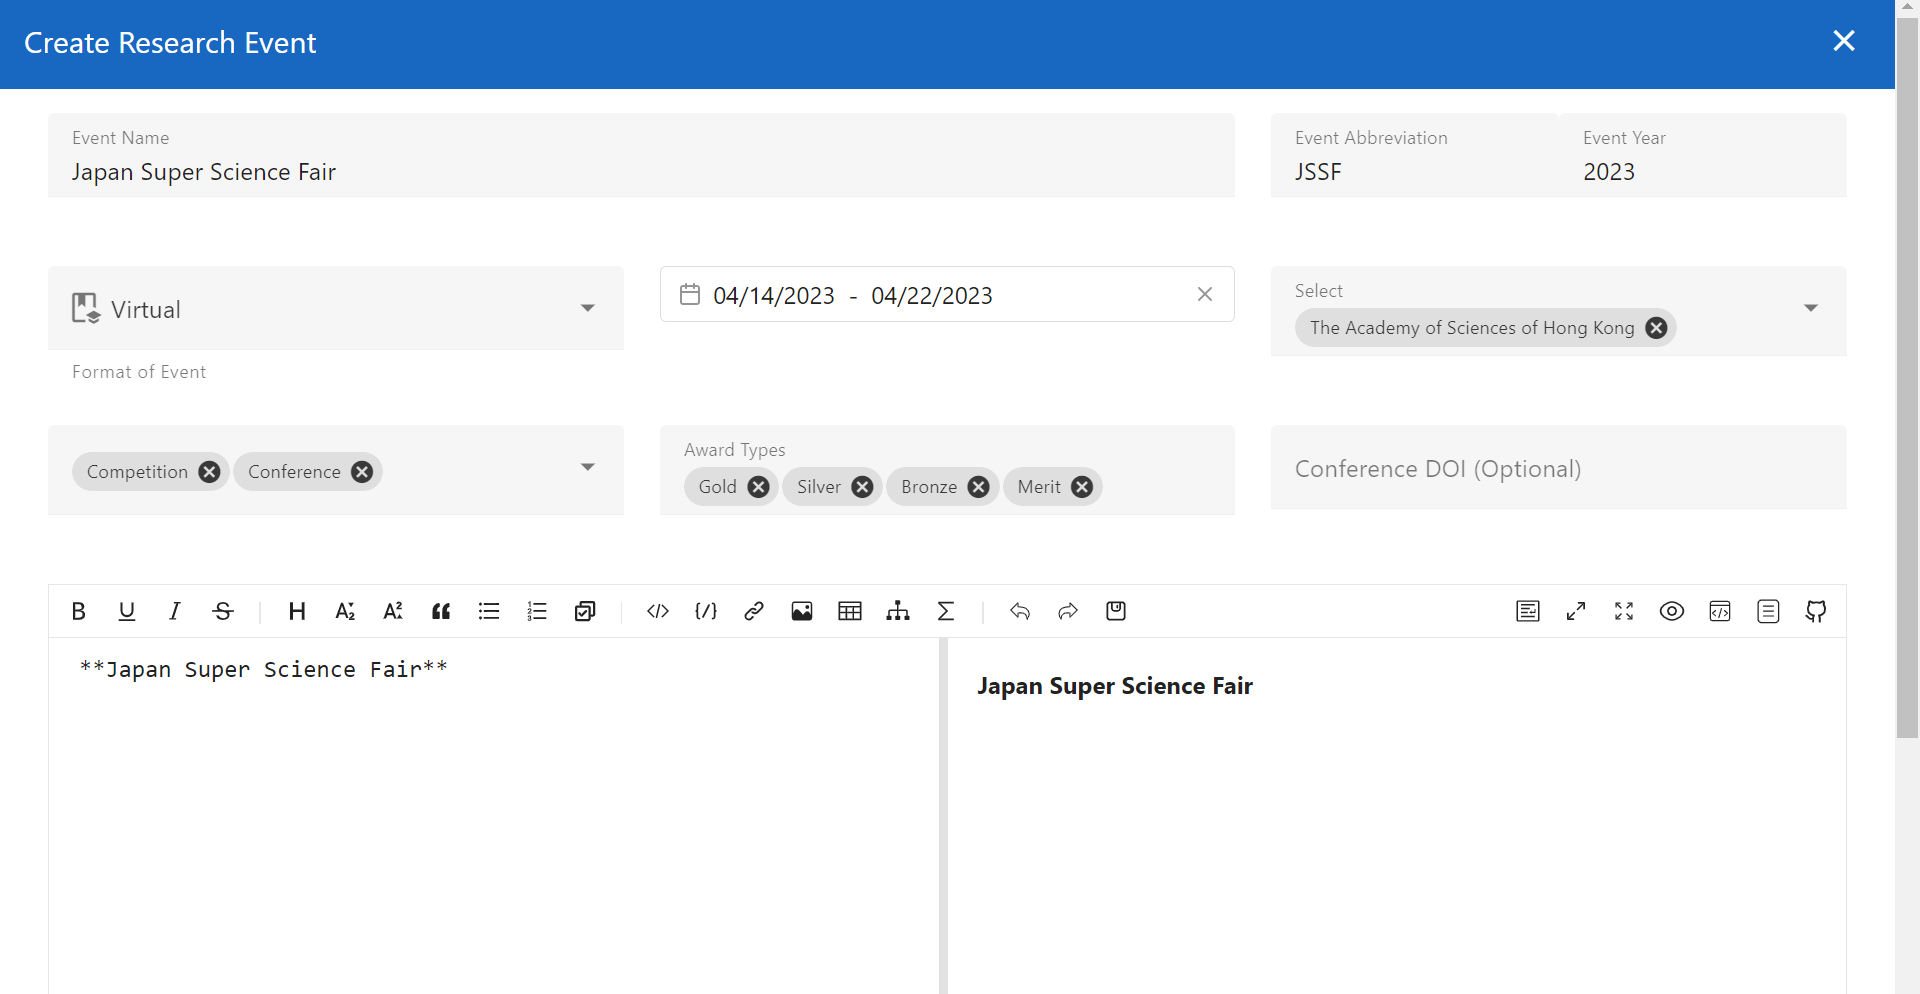 Create Research Event
Event Name
Japan Super Science Fair
Event Abbreviation
JSSF
Event Year
2023
Virtual
Format of Event
04/14/2023 - 04/22/2023
Select
The Academy of Sciences of Hong Kong
Competition Conference
Award Types
Gold Silver Bronze Merit
Conference DOI (Optional)
**Japan Super Science Fair**
Japan Super Science Fair